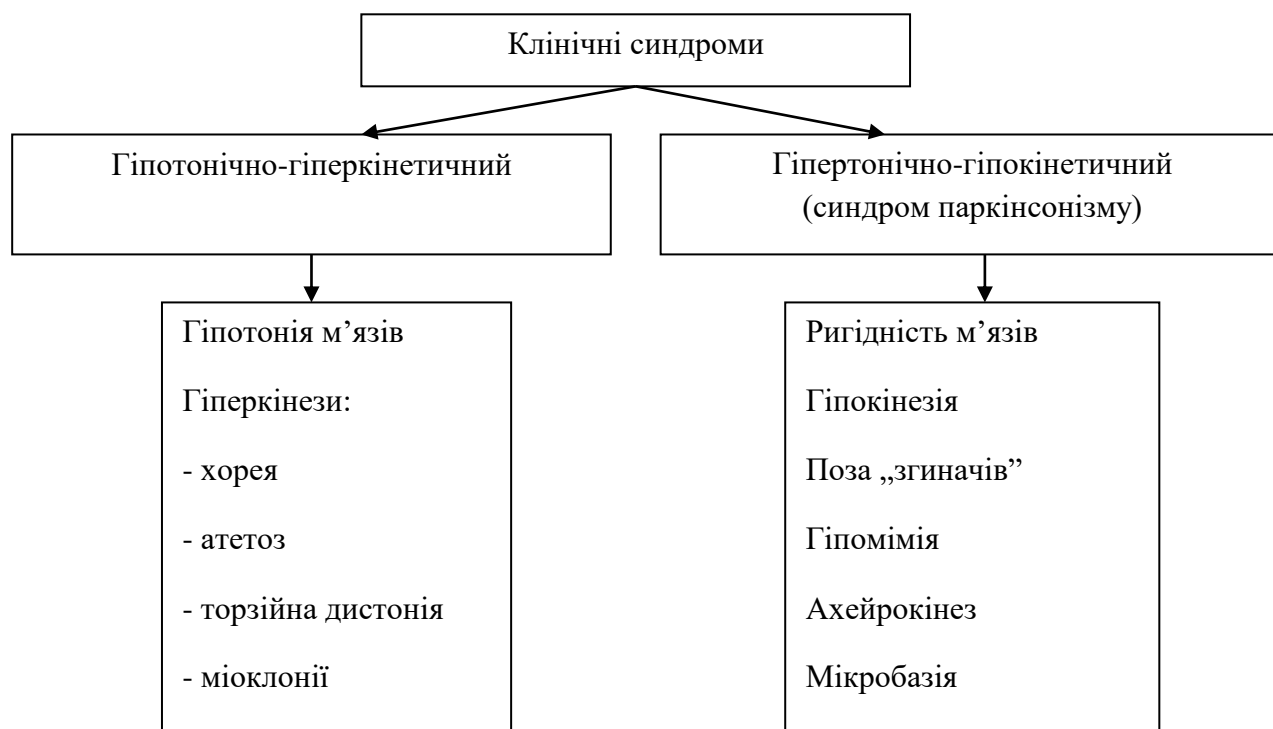 Клінічні синдроми
Гіпотонічно-гіперкінетичний
Гіпертонічно-гіпокінетичний
(синдром паркінсонізму)
Гіпотонія м’язів
Гіперкінези:
- хорея
- атетоз
- торзійна дистонія
- міоклонії
Ригідність м’язів
Гіпокінезія
Поза „згиначів”
Гіпомімія
Ахейрокінез
Мікробазія